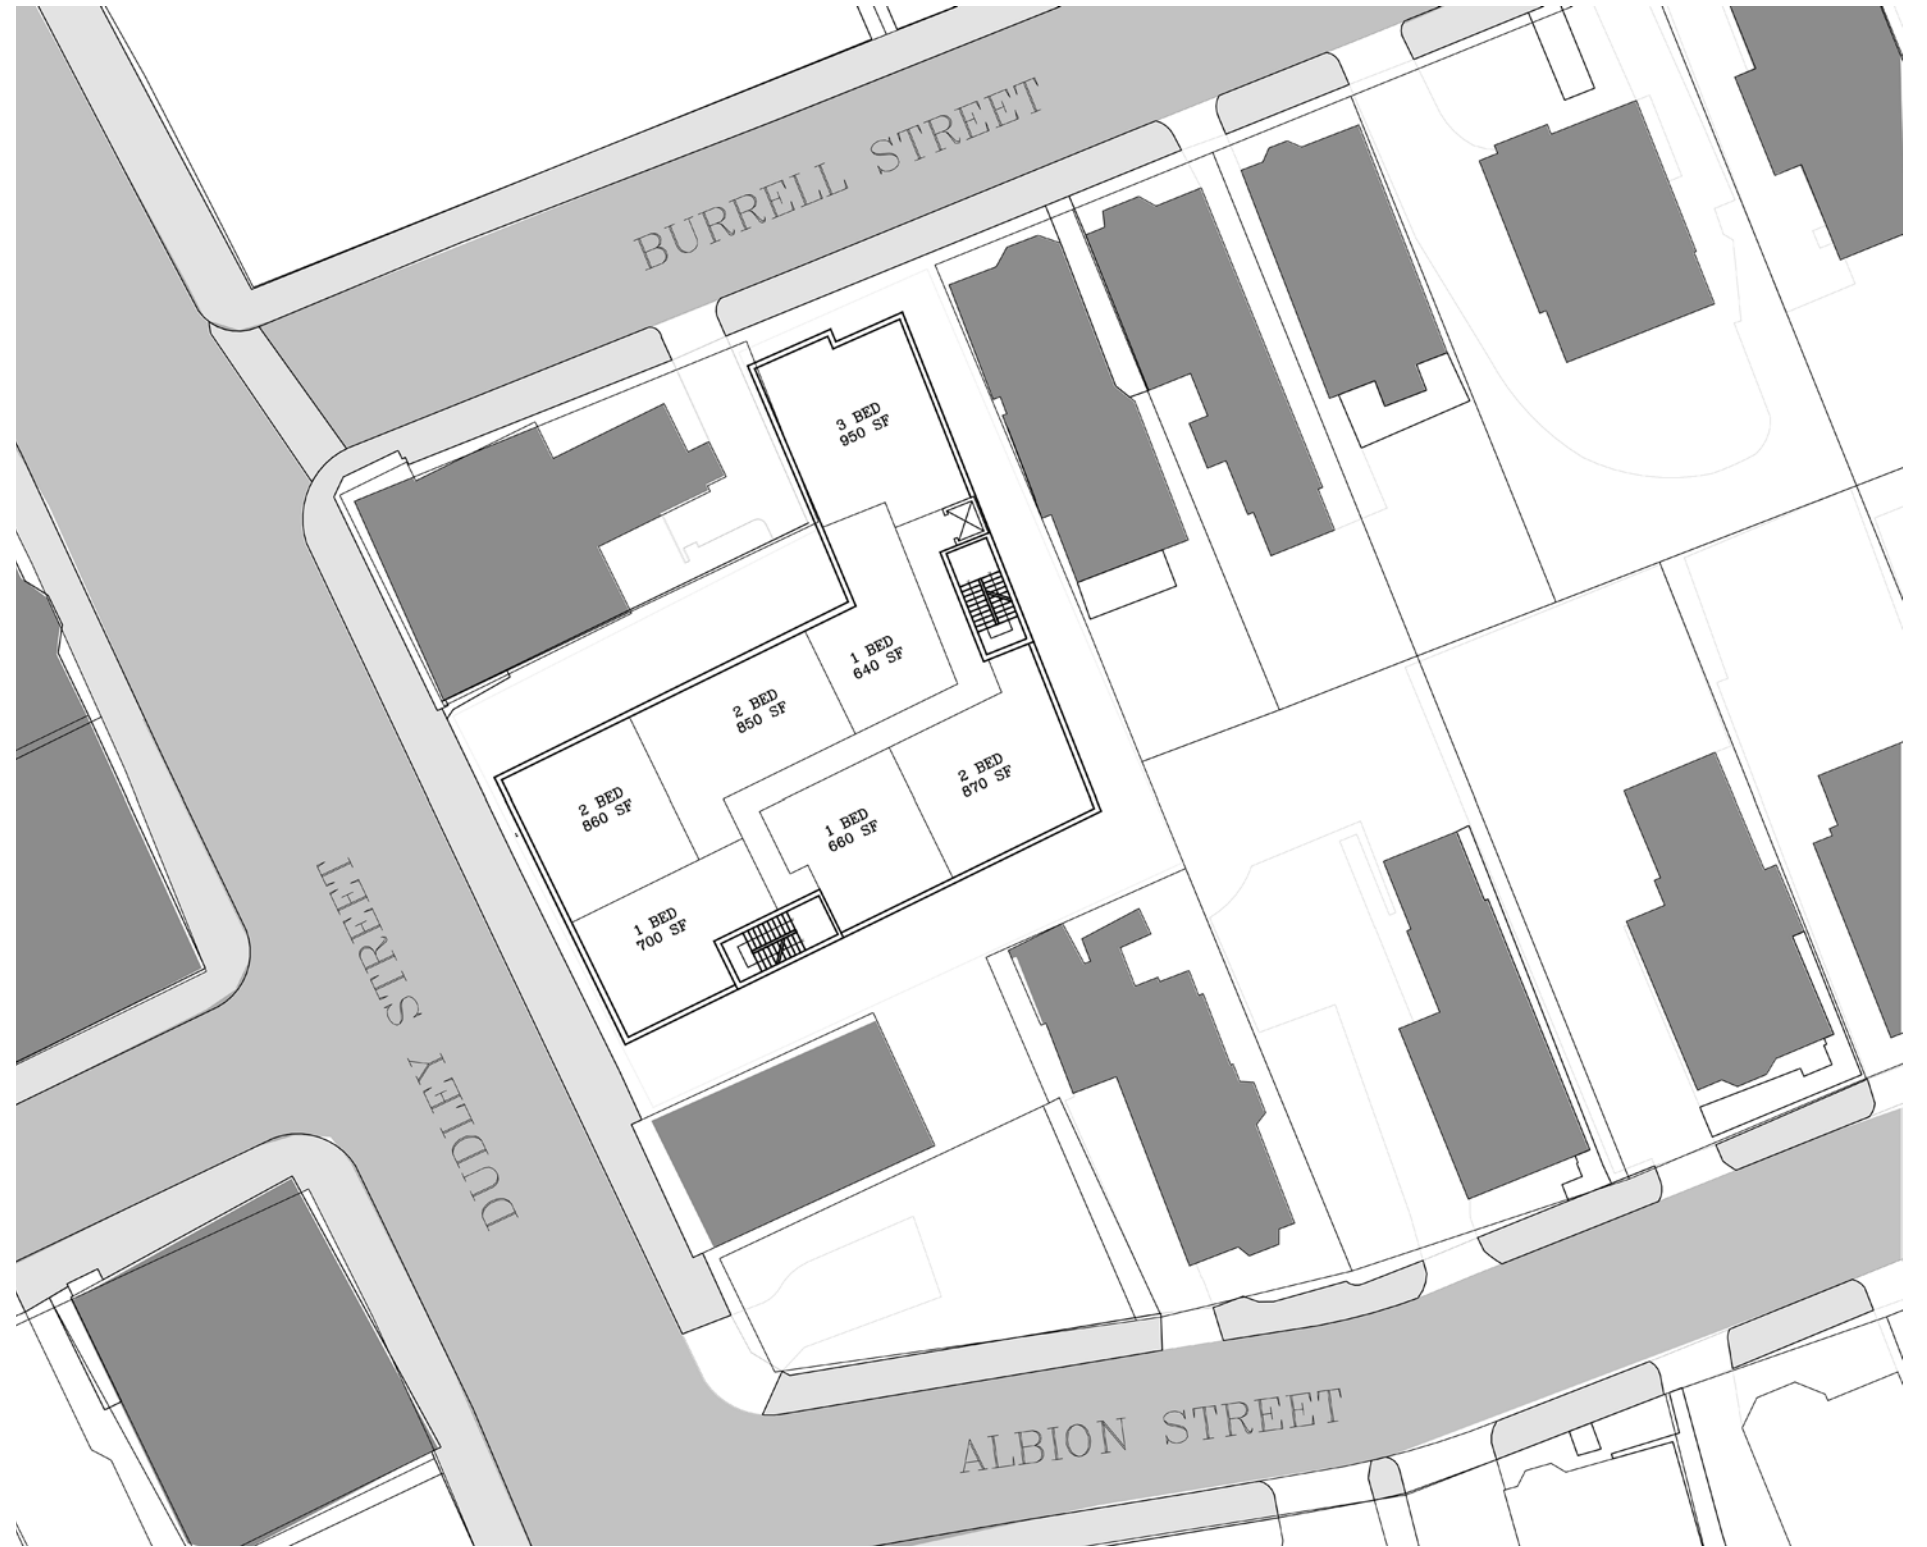 BURRELL STREET
3 BED
950 SF
1 BED
640 SF
2 BED
850 SF
2 BED
870 SF
2 BED
860 SF
1 BED
660 SF
1 BED
700 SF
DUDLEY STREET
ALBION STREET